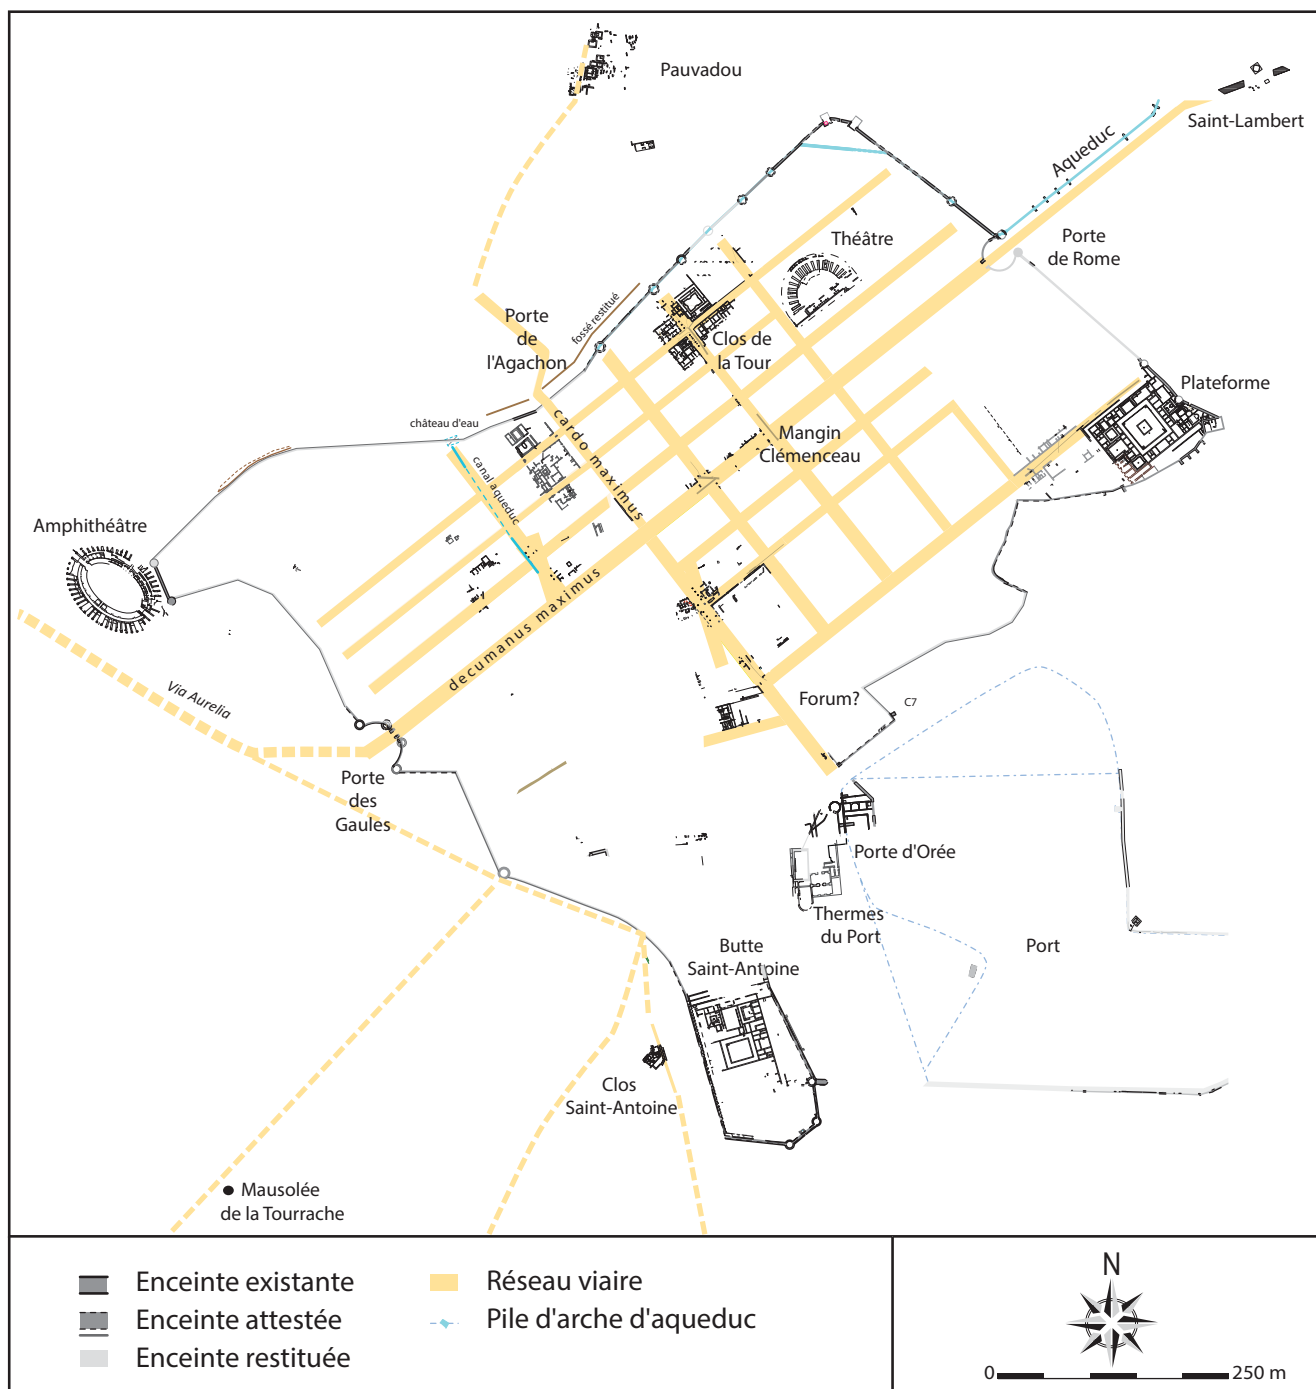 Pauvadou
Saint-Lambert
Aqueduc
Théâtre
Porte
de Rome
Porte
de
l'Agachon
fossé restitué
Clos de
la Tour
Plateforme
château d'eau
cardo maximus
Mangin
Clémenceau
canal aqueduc
Amphithéâtre
decumanus maximus
Via Aurelia
Forum?
C7
Porte
des
Gaules
Porte d'Orée
Thermes
du Port
Port
Butte
Saint-Antoine
Clos
Saint-Antoine
Mausolée
de la Tourrache
Enceinte existante
Enceinte attestée
Enceinte restituée
Réseau viaire
Pile d'arche d'aqueduc
N
0 250 m